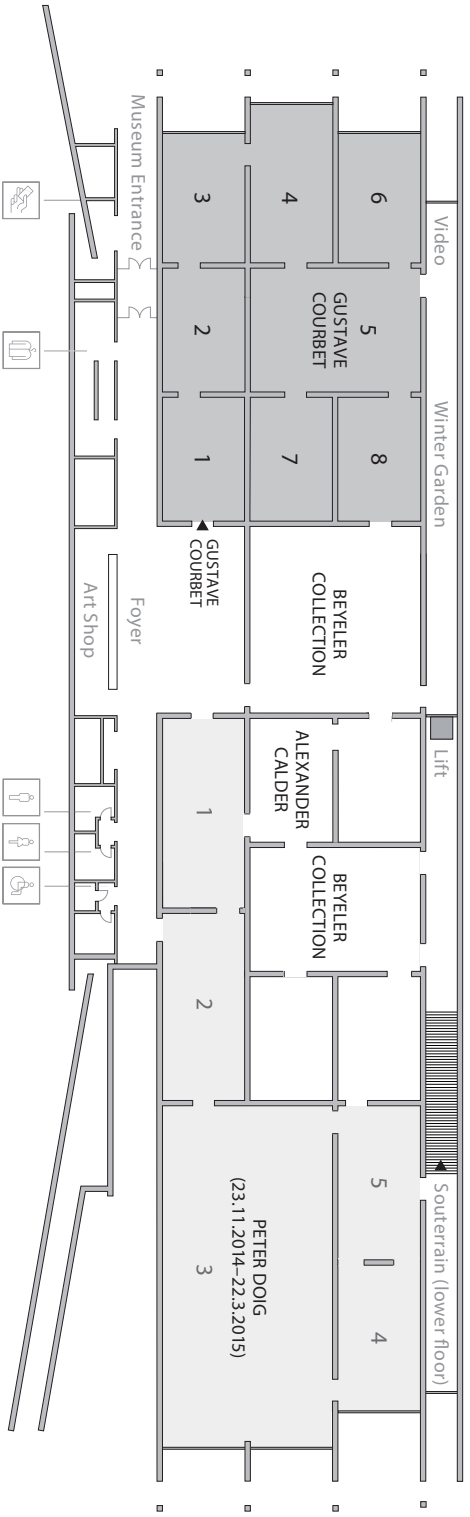 Video
Winter Garden
Lift
Souterrain (lower floor)
6
5
GUSTAVE
COURBET
8
BEYELER
COLLECTION
BEYELER
COLLECTION
5
4
4
7
ALEXANDER
CALDER
PETER DOIG
(23.11.2014–22.3.2015)
3
2
1
GUSTAVE
COURBET
1
2
3
Museum Entrance
Foyer
Art Shop